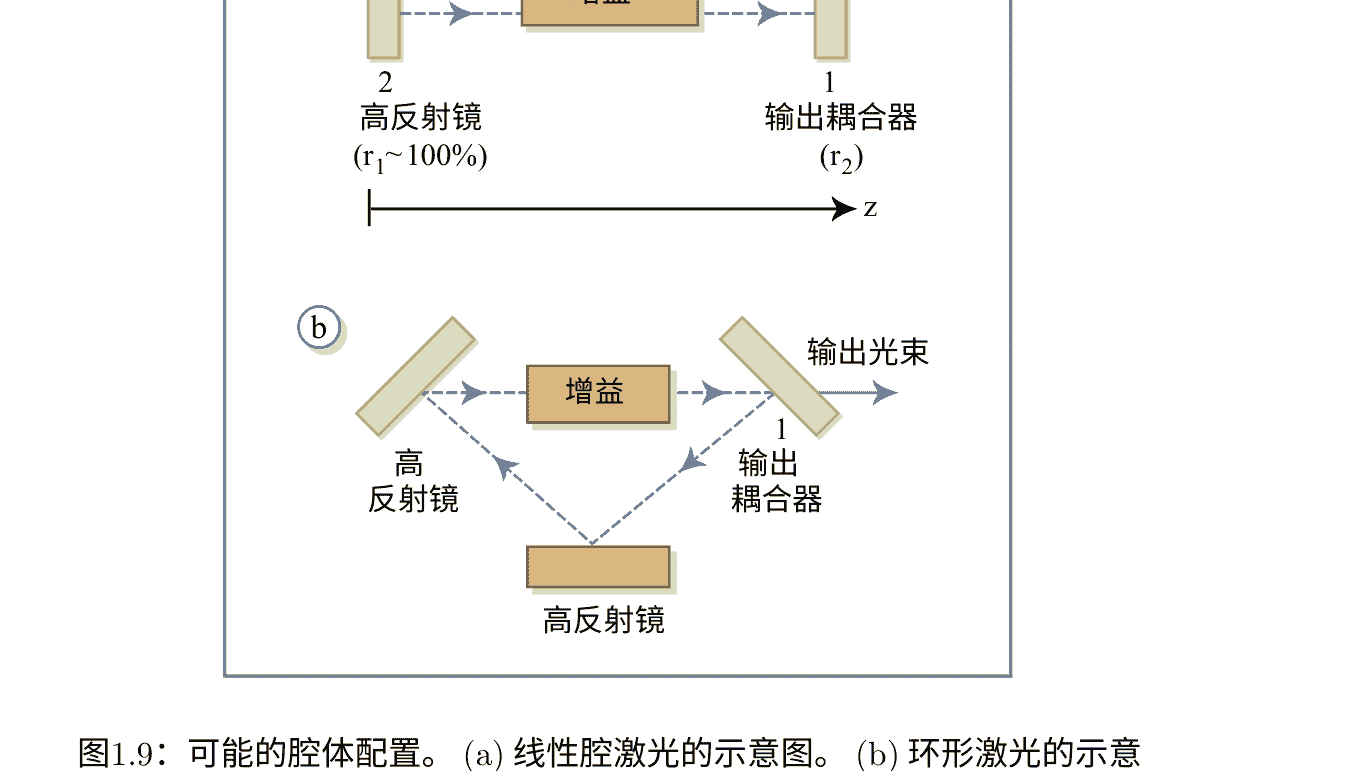 增益
2
1
高反射镜
输出耦合器
(r1~100%)
(r2)
z
b
输出光束
增益
1
高
反射镜
输出
耦合器
高反射镜
图1.9：可能的腔体配置。 (a) 线性腔激光的示意图。 (b) 环形激光的示意